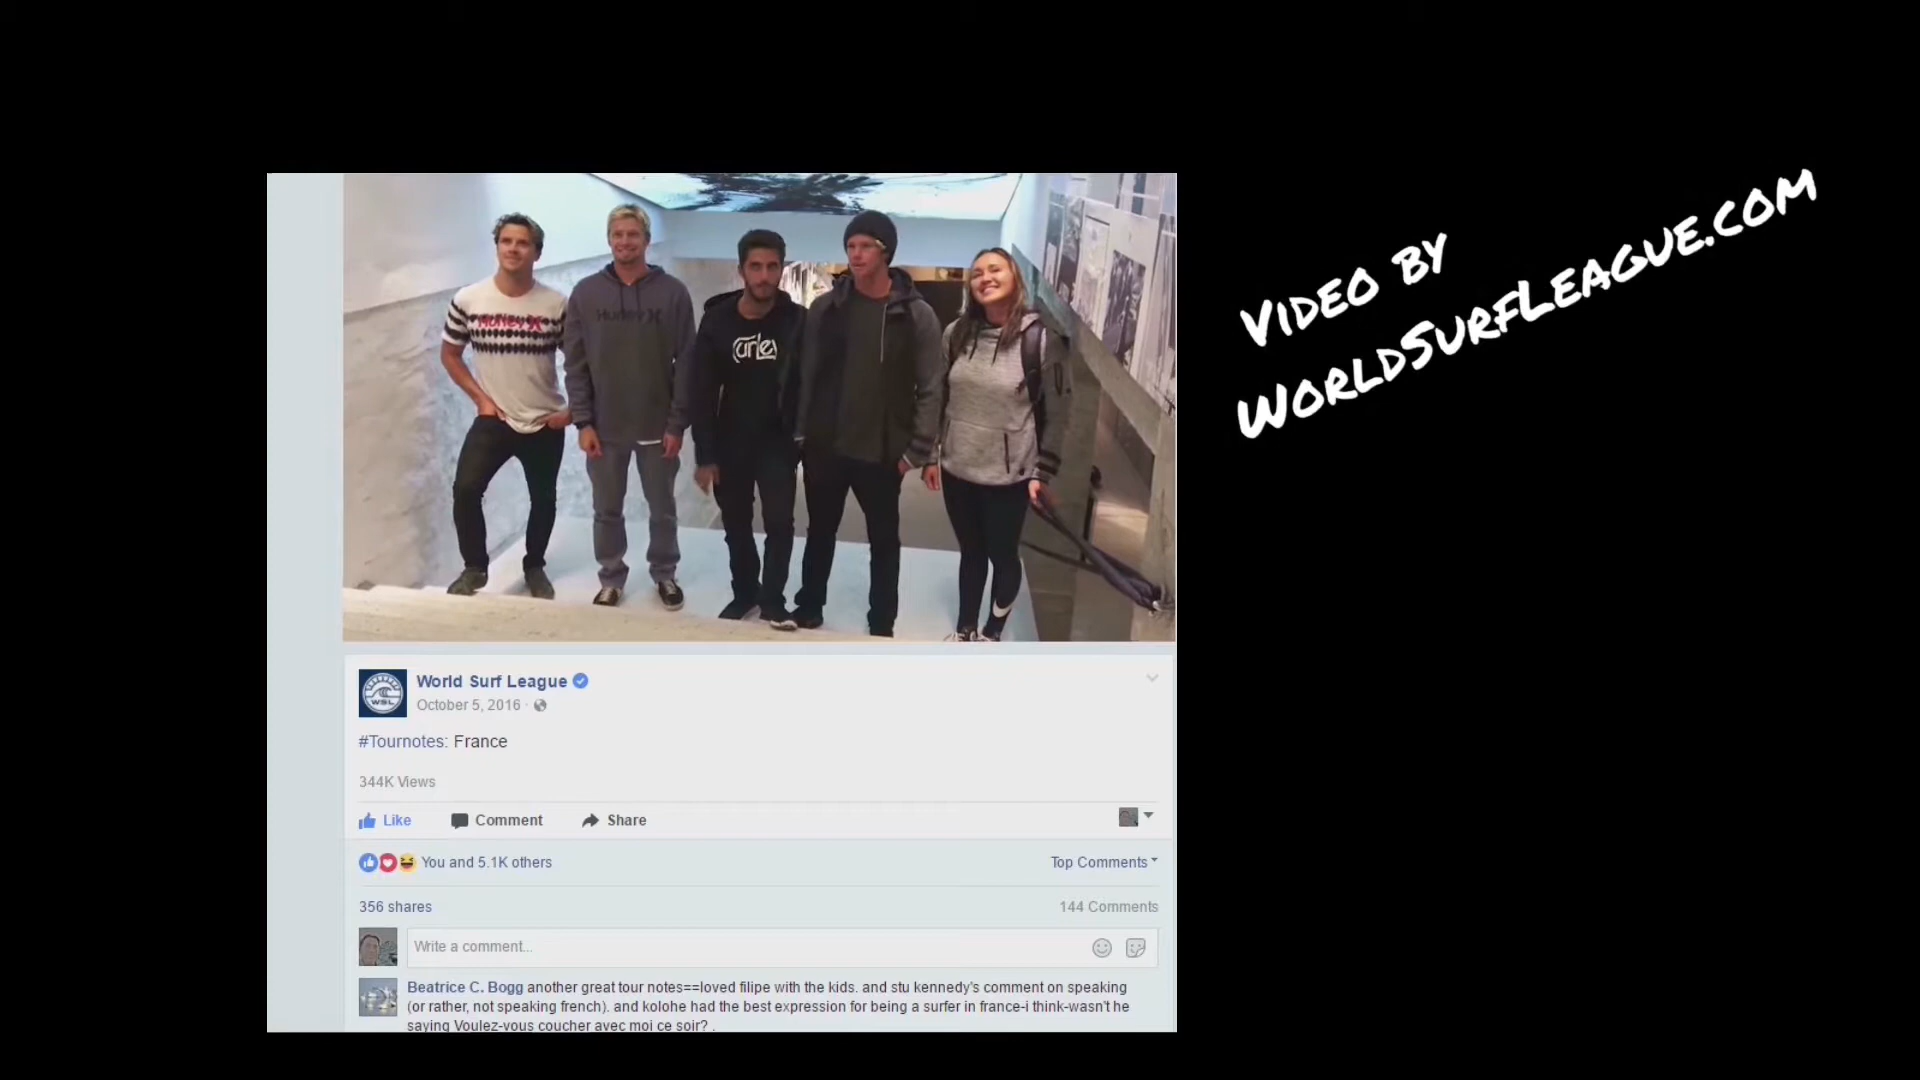 Video by
WorldSurfLeague.com
Hurley
Hurley
World Surf League
October 5, 2016 ·
#Tournotes: France
344K Views
Like Comment Share
You and 5.1K others Top Comments
356 shares 144 Comments
Write a comment...
Beatrice C. Bogg another great tour notes==loved filipe with the kids. and stu kennedy's comment on speaking
(or rather, not speaking french). and kolohe had the best expression for being a surfer in france-i think-wasn't he
saying Voulez-vous coucher avec moi ce soir? .
WSL